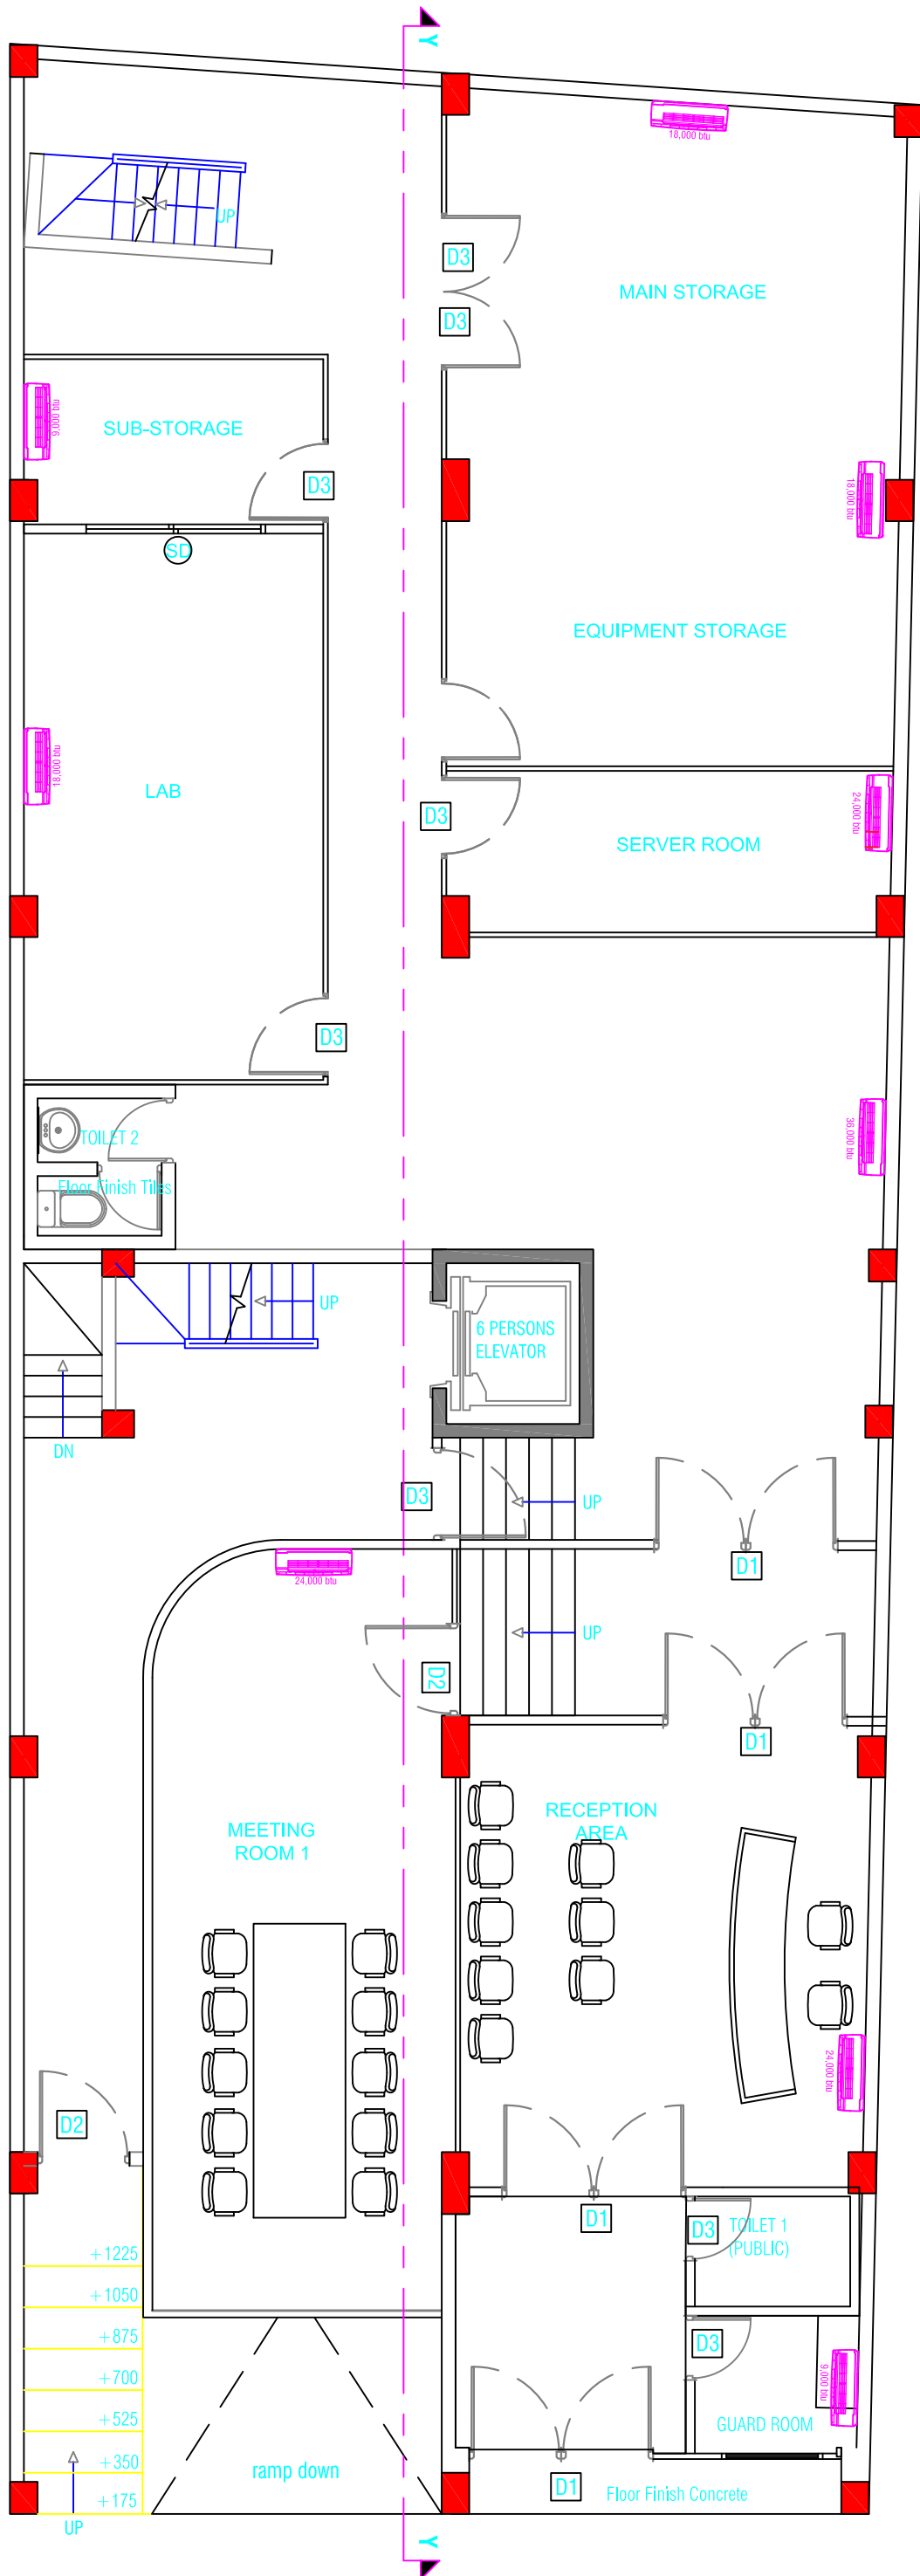 Y
18,000 btu
UP
D3
MAIN STORAGE
D3
9,000 btu
SUB-STORAGE
D3
18,000 btu
SD
EQUIPMENT STORAGE
18,000 btu
LAB
D3
24,000 btu
SERVER ROOM
D3
36,000 btu
TOILET 2
Floor Finish Tiles
UP
6 PERSONS
ELEVATOR
DN
D3
UP
D1
24,000 btu
UP
D2
D1
MEETING
ROOM 1
RECEPTION
AREA
24,000 btu
D2
D1
D3
TOILET 1
(PUBLIC)
+1225
+1050
+875
D3
+700
9,000 btu
+525
GUARD ROOM
+350
ramp down
+175
D1
Floor Finish Concrete
UP
Y